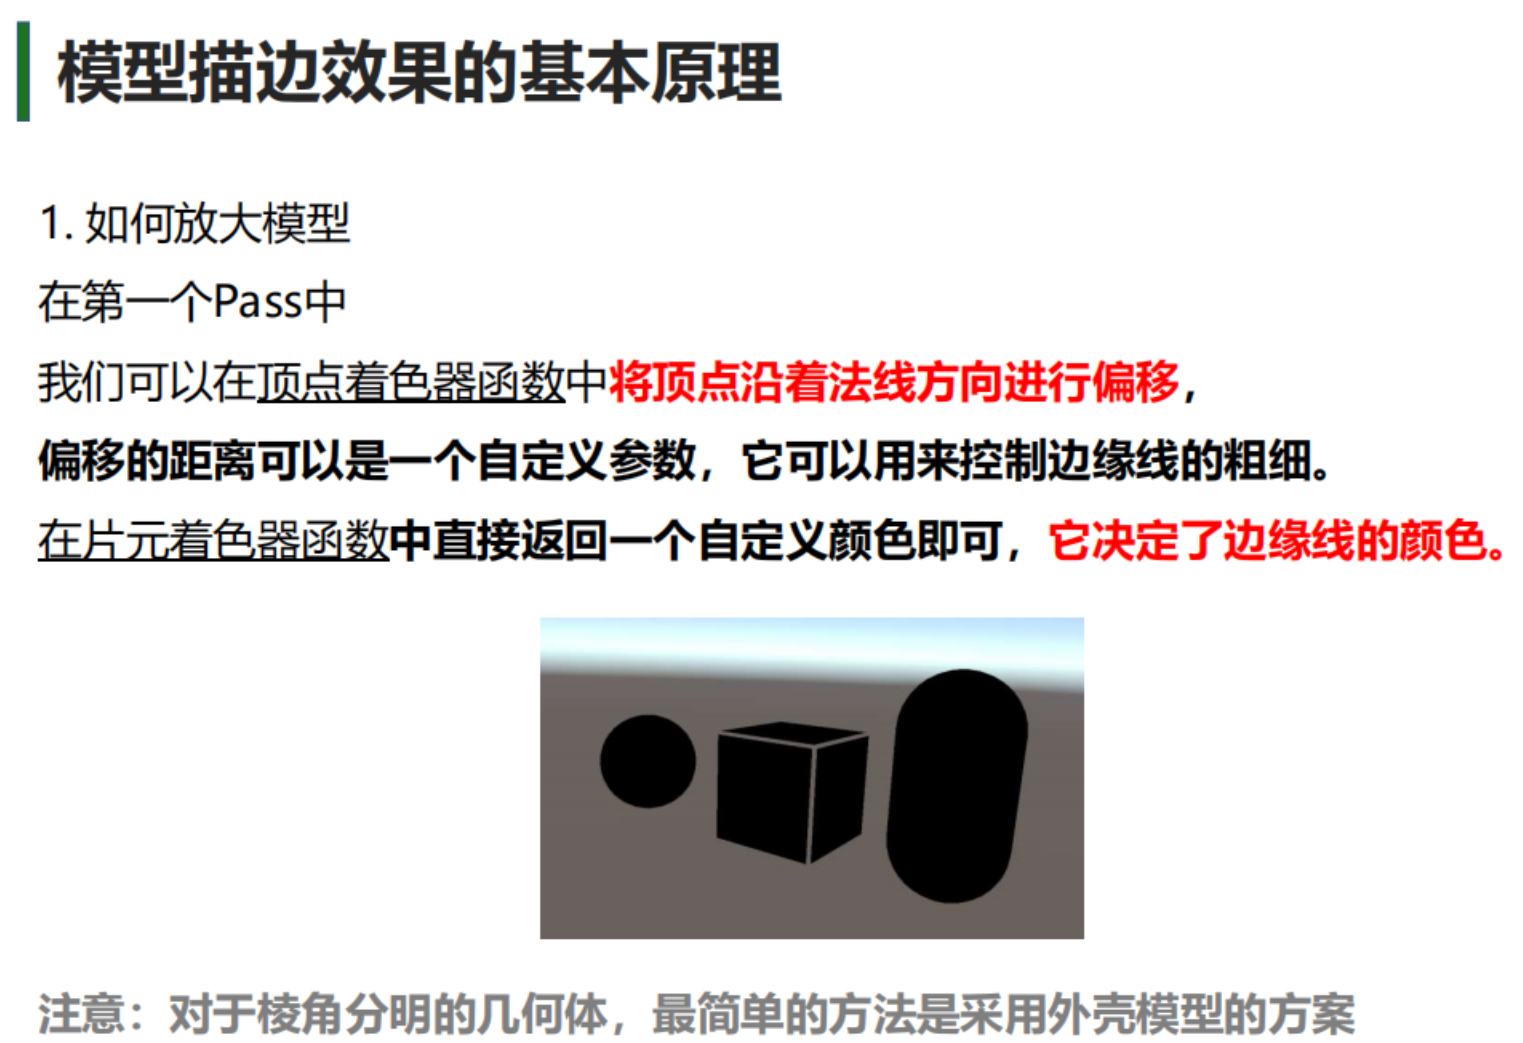 模型描边效果的基本原理
1. 如何放大模型
在第一个Pass中
我们可以在顶点着色器函数中将顶点沿着法线方向进行偏移，
偏移的距离可以是一个自定义参数，它可以用来控制边缘线的粗细。
在片元着色器函数中直接返回一个自定义颜色即可，它决定了边缘线的颜色。
注意：对于棱角分明的几何体，最简单的方法是采用外壳模型的方案